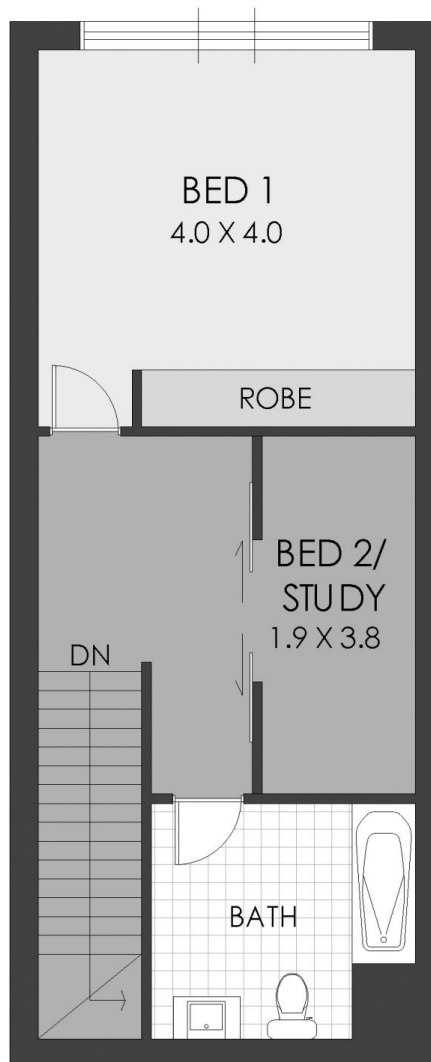 BED 1
4.0 X 4.0
ROBE
BED 2/
STUDY
1.9 X 3.8
DN
BATH